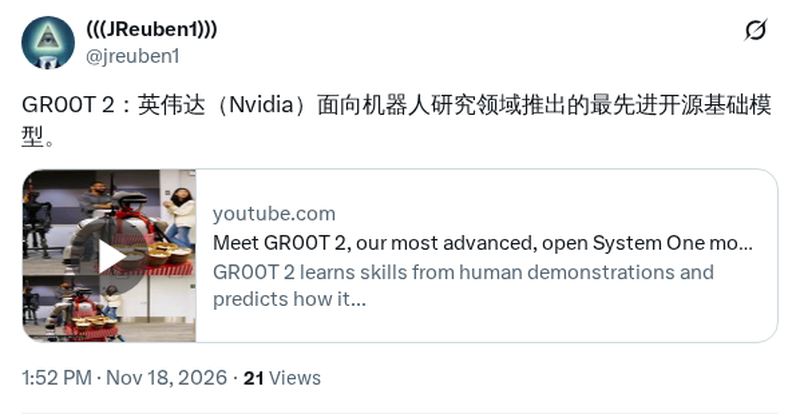 (((JReuben1)))
@jreuben1
GR00T 2：英伟达（Nvidia）面向机器人研究领域推出的最先进开源基础模
型。
youtube.com
Meet GR00T 2, our most advanced, open System One mo...
GR00T 2 learns skills from human demonstrations and
predicts how it...
1:52 PM · Nov 18, 2026 · 21 Views